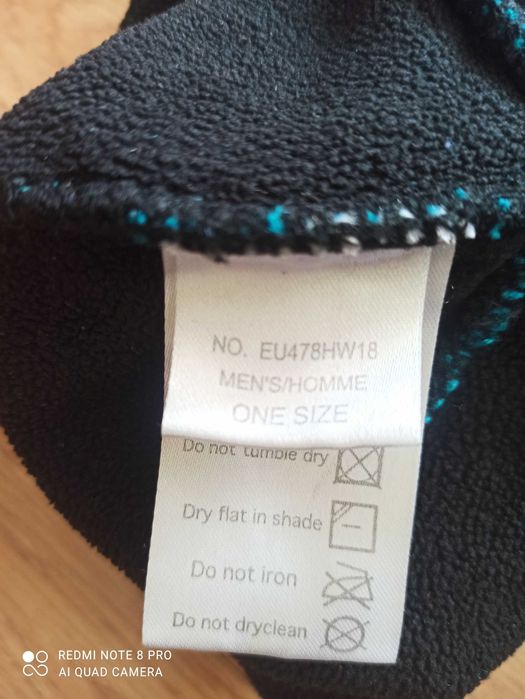 NO. EU478HW18
MEN'S/HOMME
ONE SIZE
Do not tumble dry
Dry flat in shade
Do not iron
Do not dryclean
REDMI NOTE 8 PRO
AI QUAD CAMERA